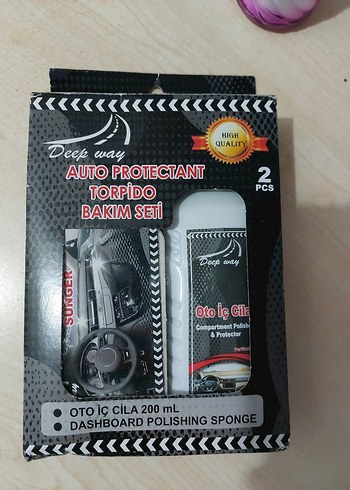 Deep way
HIGH
QUALITY
AUTO PROTECTANT
TORPİDO
BAKIM SETİ
2
PCS
SÜNGER
Deep way
Oto İç Cila
Compartment Polish
& Protector
OTO İÇ CİLA 200 mL
DASHBOARD POLISHING SPONGE